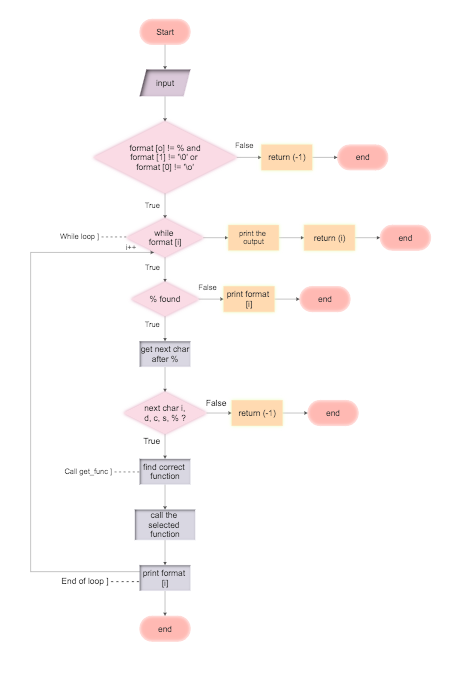 Start
input
format [o] != % and
format [1] != '\0' or
format [0] != '\o'
False
return (-1)
end
True
While loop ]
while
format [i]
print the
output
return (i)
end
i++
True
% found
False
print format
[i]
end
True
get next char
after %
next char i,
d, c, s, % ?
False
return (-1)
end
True
Call get_func ]
find correct
function
call the
selected
function
End of loop ]
print format
[i]
end